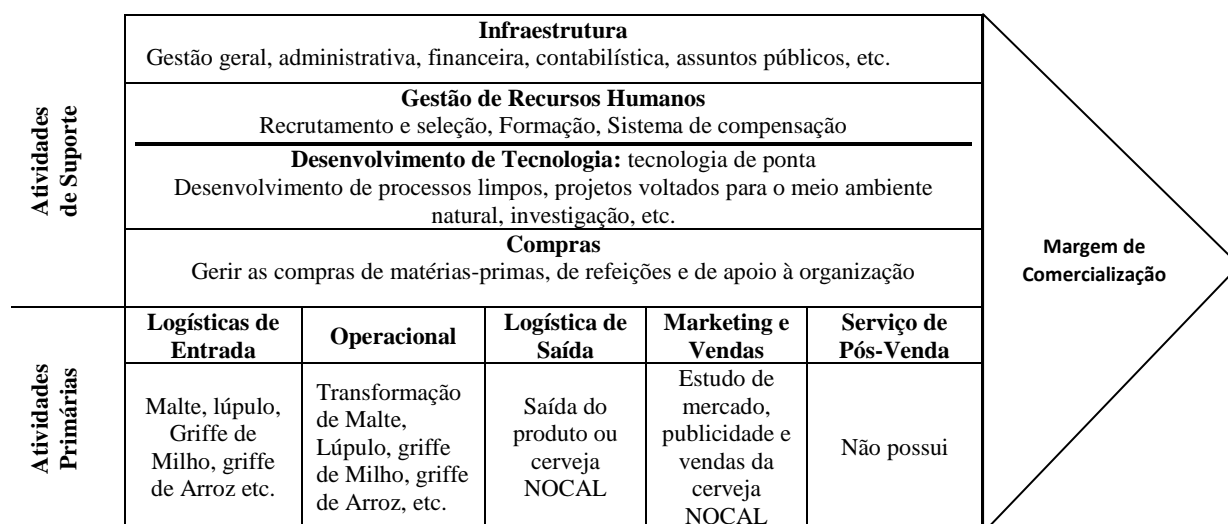 Atividades
de Suporte
Infraestrutura
Gestão geral, administrativa, financeira, contabilística, assuntos públicos, etc.
Gestão de Recursos Humanos
Recrutamento e seleção, Formação, Sistema de compensação
Desenvolvimento de Tecnologia: tecnologia de ponta
Desenvolvimento de processos limpos, projetos voltados para o meio ambiente
natural, investigação, etc.
Compras
Gerir as compras de matérias-primas, de refeições e de apoio à organização
Margem de
Comercialização
Atividades
Primárias
Logísticas de
Entrada
Operacional
Logística de
Saída
Marketing e
Vendas
Serviço de
Pós-Venda
Malte, lúpulo,
Griffe de
Milho, griffe
de Arroz etc.
Transformação
de Malte,
Lúpulo, griffe
de Milho, griffe
de Arroz, etc.
Saída do
produto ou
cerveja
NOCAL
Estudo de
mercado,
publicidade e
vendas da
cerveja
NOCAL
Não possui